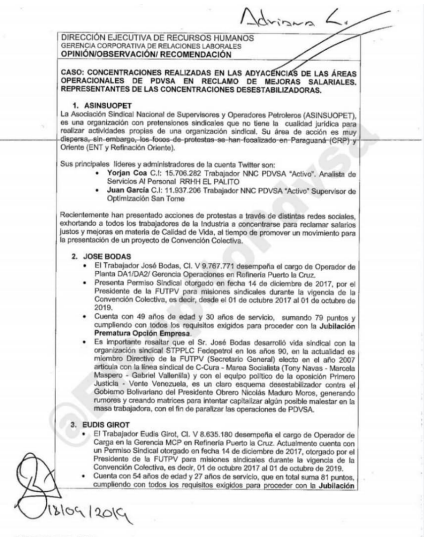 Adriana L.
DIRECCIÓN EJECUTIVA DE RECURSOS HUMANOS
GERENCIA CORPORATIVA DE RELACIONES LABORALES
OPINIÓN/OBSERVACIÓN/ RECOMENDACIÓN
CASO: CONCENTRACIONES REALIZADAS EN LAS ADYACENCIAS DE LAS ÁREAS
OPERACIONALES DE PDVSA EN RECLAMO DE MEJORAS SALARIALES.
REPRESENTANTES DE LAS CONCENTRACIONES DESESTABILIZADORAS.
1. ASINSUOPET
La Asociación Sindical Nacional de Supervisores y Operadores Petroleros (ASINSUOPET),
es una organización con pretensiones sindicales que no tiene la cualidad jurídica para
realizar actividades propias de una organización sindical. Su área de acción es muy
dispersa, sin embargo, los focos de protestas se han focalizado en Paraguaná (CRP) y
Oriente (ENT y Refinación Oriente).
Sus principales líderes y administradores de la cuenta Twitter son:
• Yorjan Coa C.I: 15.706.282 Trabajador NNC PDVSA "Activo". Analista de
Servicios Al Personal RRHH EL PALITO
• Juan García C.I: 11.937.206 Trabajador NNC PDVSA "Activo" Supervisor de
Optimización San Tome
Recientemente han presentado acciones de protestas a través de distintas redes sociales,
exhortando a todos los trabajadores de la Industria a concentrarse para reclamar salarios
justos y mejoras en materia de Calidad de Vida, al tiempo de promover un movimiento para
la presentación de un proyecto de Convención Colectiva.
2. JOSE BODAS
• El Trabajador José Bodas, CI. V 9.767.771 desempeña el cargo de Operador de
Planta DA1/DA2/ Gerencia Operaciones en Refinería Puerto la Cruz.
• Presenta Permiso Sindical otorgado en fecha 14 de diciembre de 2017, por el
Presidente de la FUTPV para misiones sindicales durante la vigencia de la
Convención Colectiva, es decir, desde el 01 de octubre 2017 al 01 de octubre de
2019.
• Cuenta con 49 años de edad y 30 años de servicio, sumando 79 puntos y
cumpliendo con todos los requisitos exigidos para proceder con la Jubilación
Prematura Opción Empresa.
• Es importante resaltar que el Sr. José Bodas desarrolló vida sindical con la
organización sindical STPPLC Fedepetrol en los años 90, en la actualidad es
miembro Directivo de la FUTPV (Secretario General) electo en el año 2007
articula con la línea sindical de C-Cura - Marea Socialista (Tony Navas - Marcela
Maspero - Gabriel Vallenilla) y con el equipo político de la oposición Primero
Justicia - Vente Venezuela, es un claro esquema desestabilizador contra el
Gobierno Bolivariano del Presidente Obrero Nicolás Maduro Moros, generando
rumores y creando matrices para intentar capitalizar algún posible malestar en la
masa trabajadora, con el fin de paralizar las operaciones de PDVSA.
3. EUDIS GIROT
• El Trabajador Eudis Girot, CI. V 8.635.180 desempeña el cargo de Operador de
Carga en la Gerencia MCP en Refinería Puerto la Cruz. Actualmente cuenta con
un Permiso Sindical otorgado en fecha 14 de diciembre de 2017, otorgado por el
Presidente de la FUTPV para misiones sindicales durante la vigencia de la
Convención Colectiva, es decir, 01 de octubre 2017 al 01 de octubre de 2019.
• Cuenta con 54 años de edad y 27 años de servicio, que en total suma 81 puntos,
cumpliendo con todos los requisitos exigidos para proceder con la Jubilación
18/09/2019